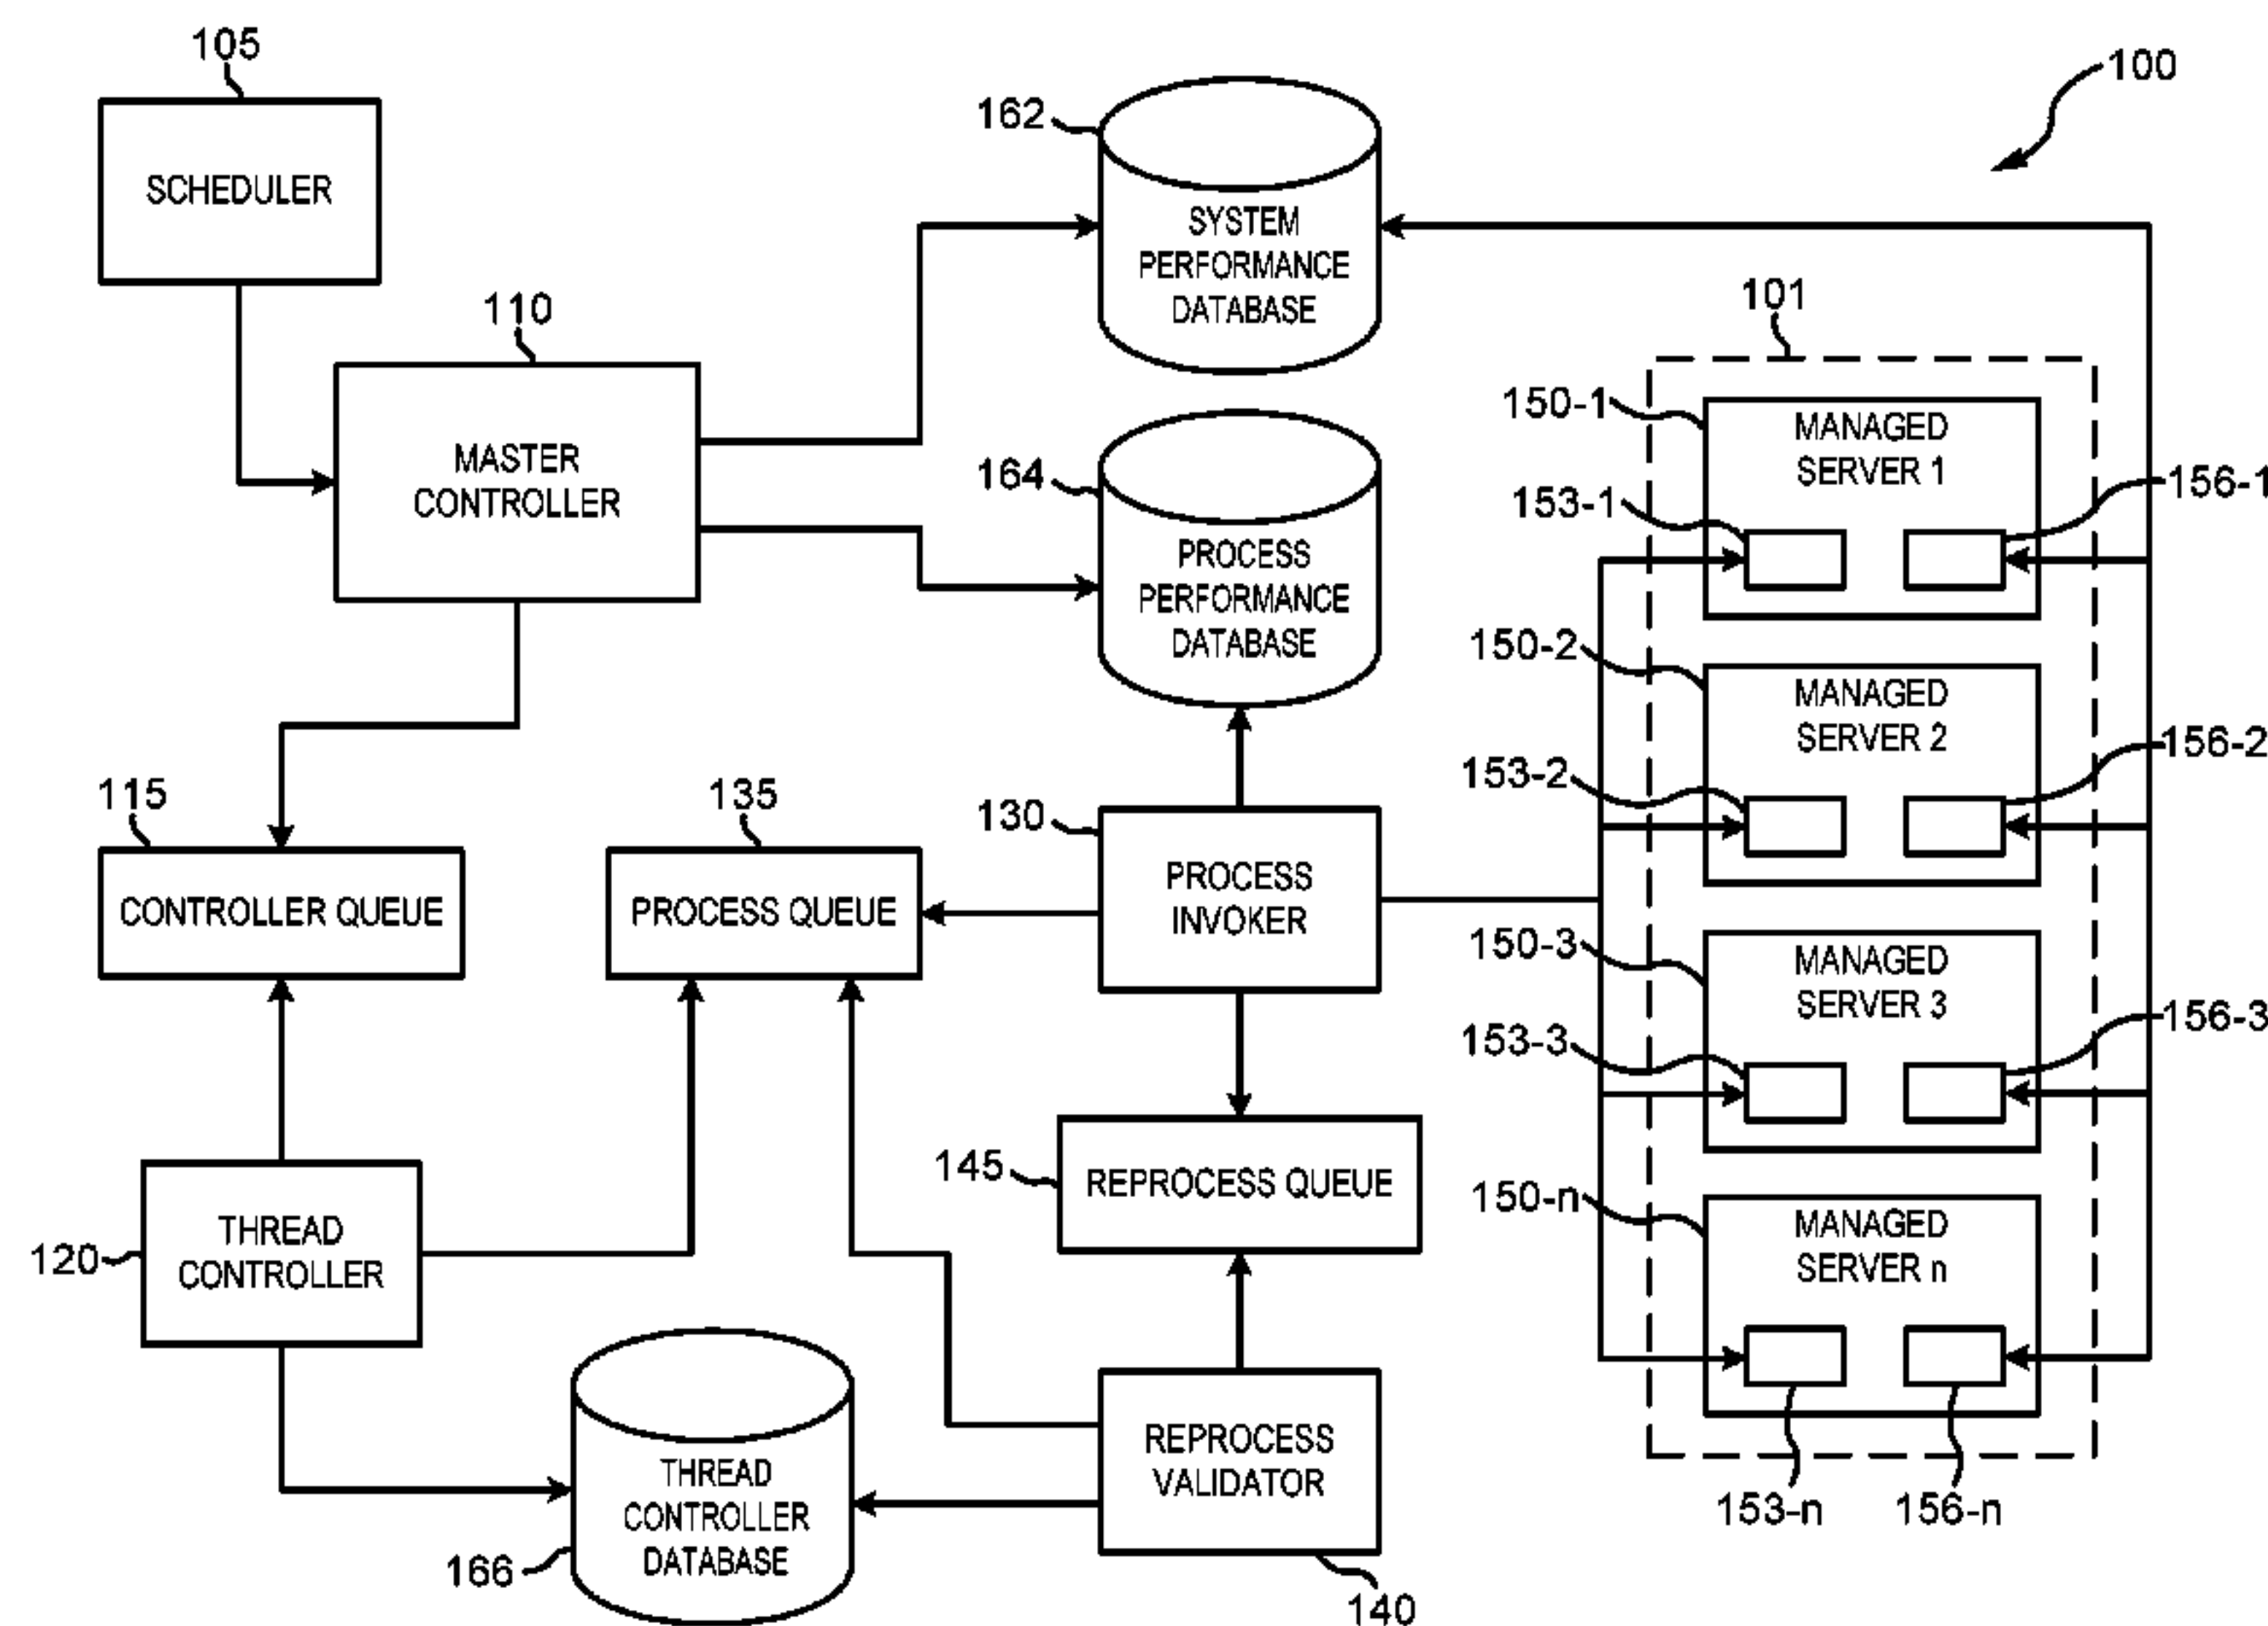 105
SCHEDULER
110
MASTER
CONTROLLER
162
SYSTEM
PERFORMANCE
DATABASE
100
164
PROCESS
PERFORMANCE
DATABASE
101
150-1
MANAGED
SERVER 1
153-1
156-1
150-2
MANAGED
SERVER 2
153-2
156-2
115
CONTROLLER QUEUE
135
PROCESS QUEUE
130
PROCESS
INVOKER
150-3
MANAGED
SERVER 3
153-3
156-3
145
REPROCESS QUEUE
120
THREAD
CONTROLLER
150-n
MANAGED
SERVER n
153-n
156-n
166
THREAD
CONTROLLER
DATABASE
REPROCESS
VALIDATOR
140